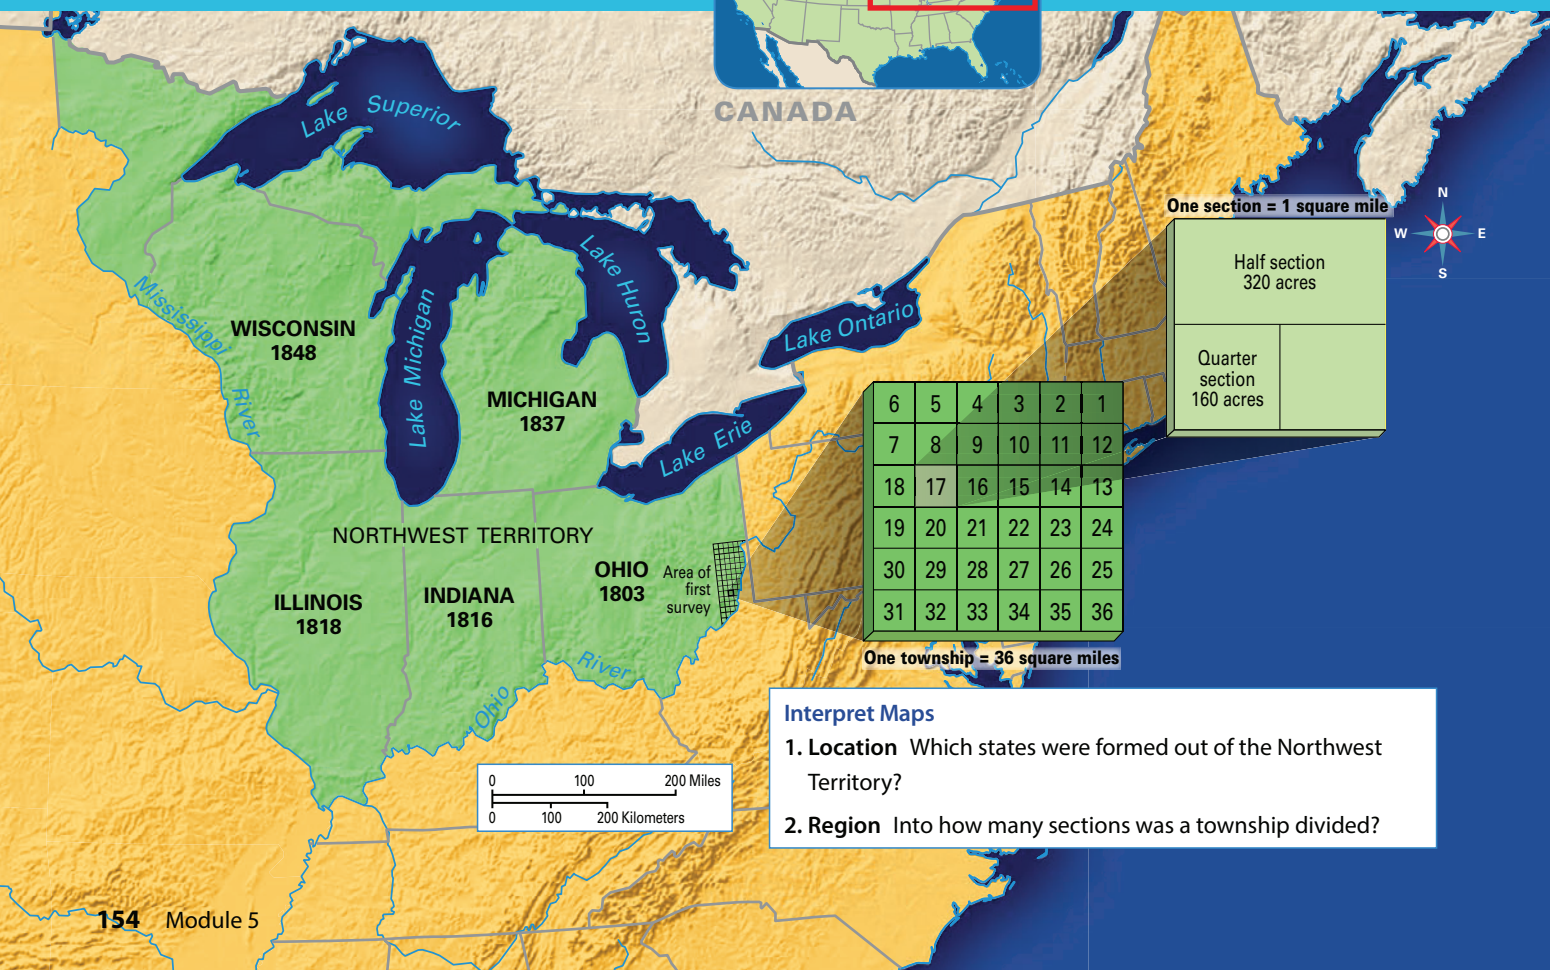 CANADA
Lake Superior
One section = 1 square mile
N
W
E
S
Half section
320 acres
Quarter
section
160 acres
Lake Huron
Mississippi
River
WISCONSIN
1848
Lake Michigan
Lake Ontario
MICHIGAN
1837
Lake Erie
6 5 4 3 2 1
7 8 9 10 11 12
18 17 16 15 14 13
19 20 21 22 23 24
30 29 28 27 26 25
31 32 33 34 35 36
One township = 36 square miles
NORTHWEST TERRITORY
OHIO
1803
Area of
first
survey
INDIANA
1816
ILLINOIS
1818
Ohio River
0 100 200 Miles
0 100 200 Kilometers
Interpret Maps
1. Location Which states were formed out of the Northwest
Territory?
2. Region Into how many sections was a township divided?
154 Module 5